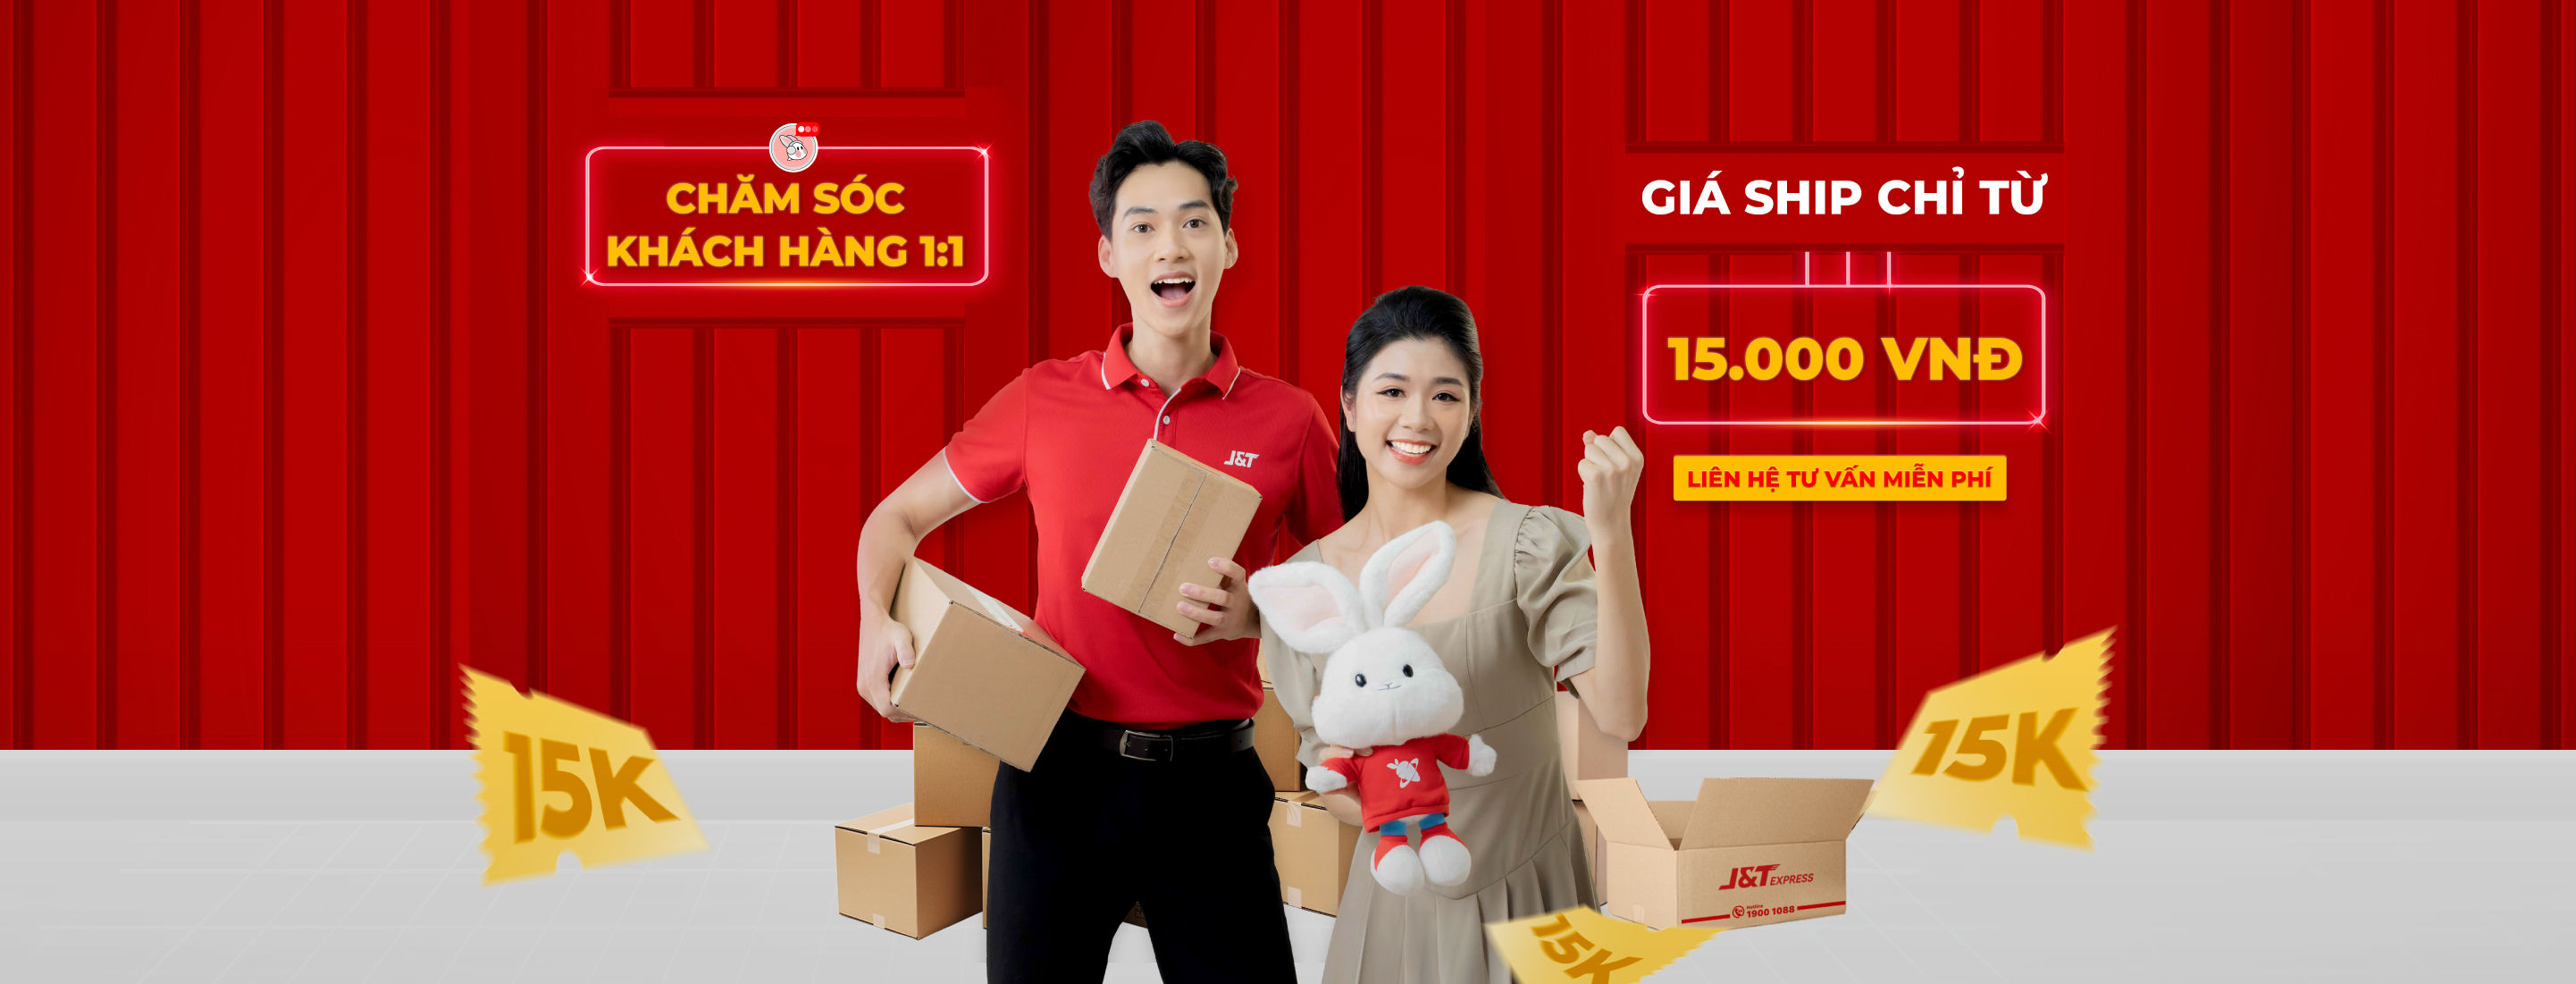 CHĂM SÓC
KHÁCH HÀNG 1:1
GIÁ SHIP CHỈ TỪ
15.000 VNĐ
LIÊN HỆ TƯ VẤN MIỄN PHÍ
J&T
15K
15K
J&T EXPRESS
Hotline
1900 1088
15K